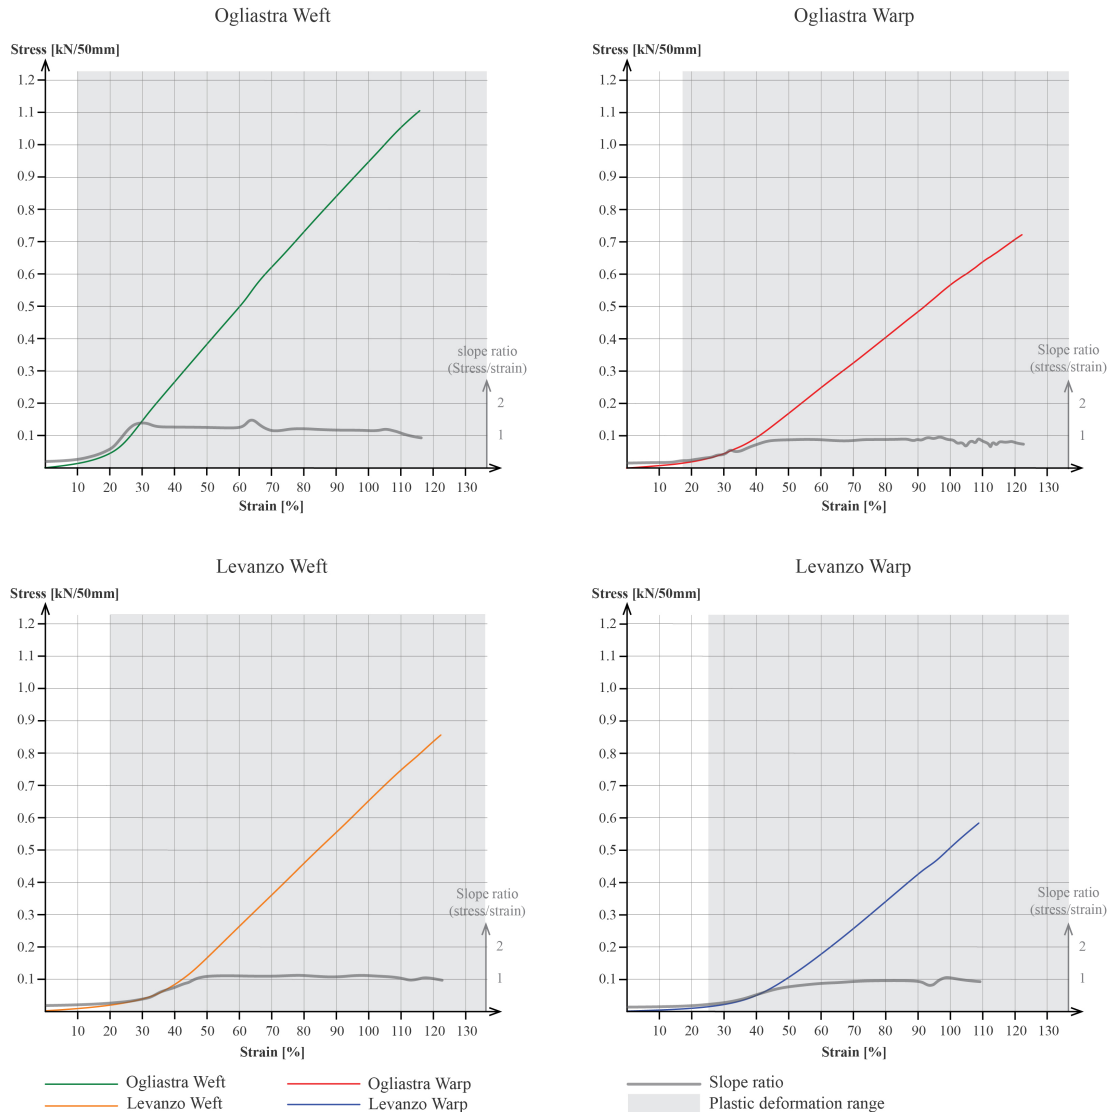 Ogliastra Weft
Stress [kN/50mm]
1.2
1.1
1.0
0.9
0.8
0.7
0.6
0.5
0.4
0.3
0.2
0.1
slope ratio
(Stress/strain)
2
1
10 20 30 40 50 60 70 80 90 100 110 120 130
Strain [%]
Ogliastra Warp
Stress [kN/50mm]
1.2
1.1
1.0
0.9
0.8
0.7
0.6
0.5
0.4
0.3
0.2
0.1
Slope ratio
(stress/strain)
2
1
10 20 30 40 50 60 70 80 90 100 110 120 130
Strain [%]
Levanzo Weft
Stress [kN/50mm]
1.2
1.1
1.0
0.9
0.8
0.7
0.6
0.5
0.4
0.3
0.2
0.1
Slope ratio
(stress/strain)
2
1
10 20 30 40 50 60 70 80 90 100 110 120 130
Strain [%]
Levanzo Warp
Stress [kN/50mm]
1.2
1.1
1.0
0.9
0.8
0.7
0.6
0.5
0.4
0.3
0.2
0.1
Slope ratio
(stress/strain)
2
1
10 20 30 40 50 60 70 80 90 100 110 120 130
Strain [%]
Ogliastra Weft
Levanzo Weft
Ogliastra Warp
Levanzo Warp
Slope ratio
Plastic deformation range